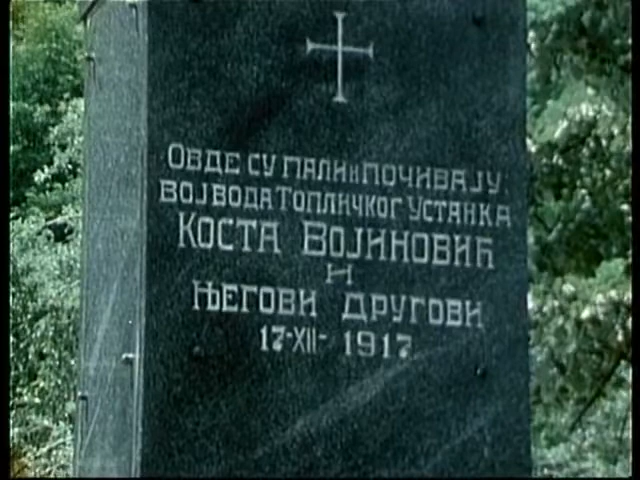 ОВДЕ СУ ПАЛИ И ПОЧИВАЈУ
ВОЈВОДА ТОПЛИЧКОГ УСТАНКА
КОСТА ВОЈИНОВИЋ
И
ЊЕГОВИ ДРУГОВИ
17-XII- 1917